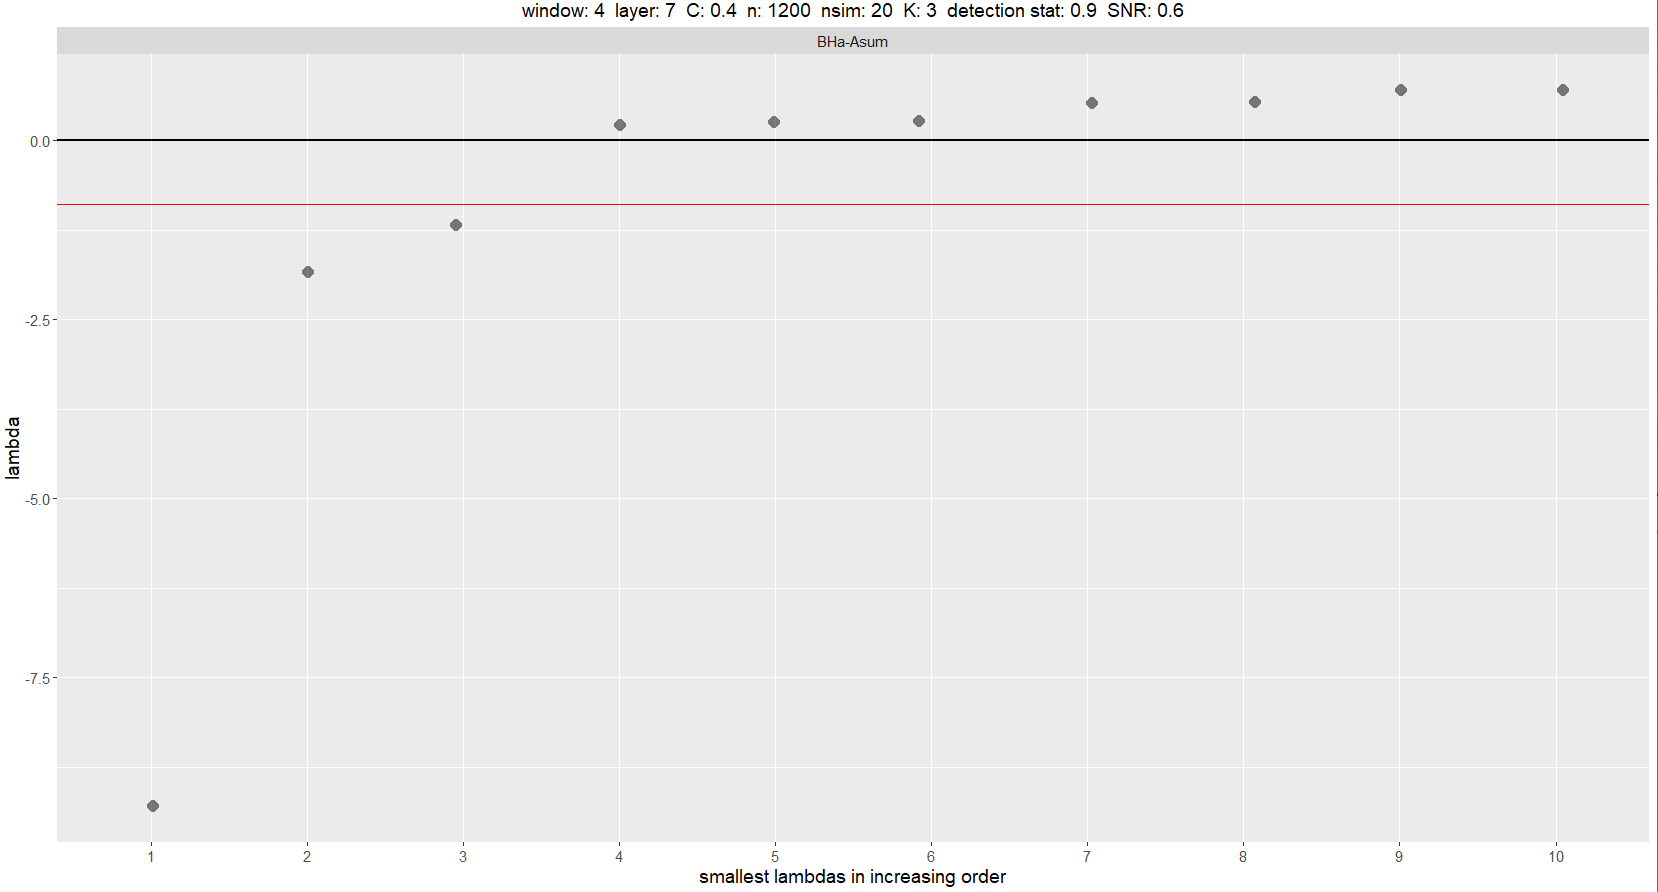 window: 4  layer: 7  C: 0.4  n: 1200  nsim: 20  K: 3  detection stat: 0.9  SNR: 0.6
BHa-Asum
0.0
-2.5
-5.0
-7.5
lambda
1 2 3 4 5 6 7 8 9 10
smallest lambdas in increasing order